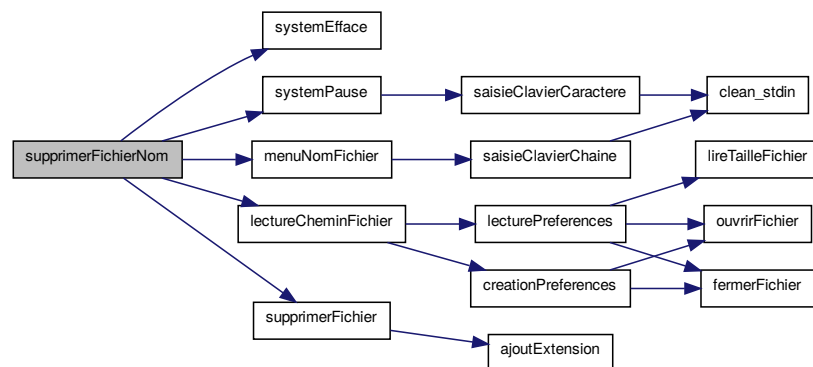 systemEfface
systemPause
saisieClavierCaractere
clean_stdin
supprimerFichierNom
menuNomFichier
saisieClavierChaine
lireTailleFichier
lectureCheminFichier
lecturePreferences
ouvrirFichier
creationPreferences
fermerFichier
supprimerFichier
ajoutExtension